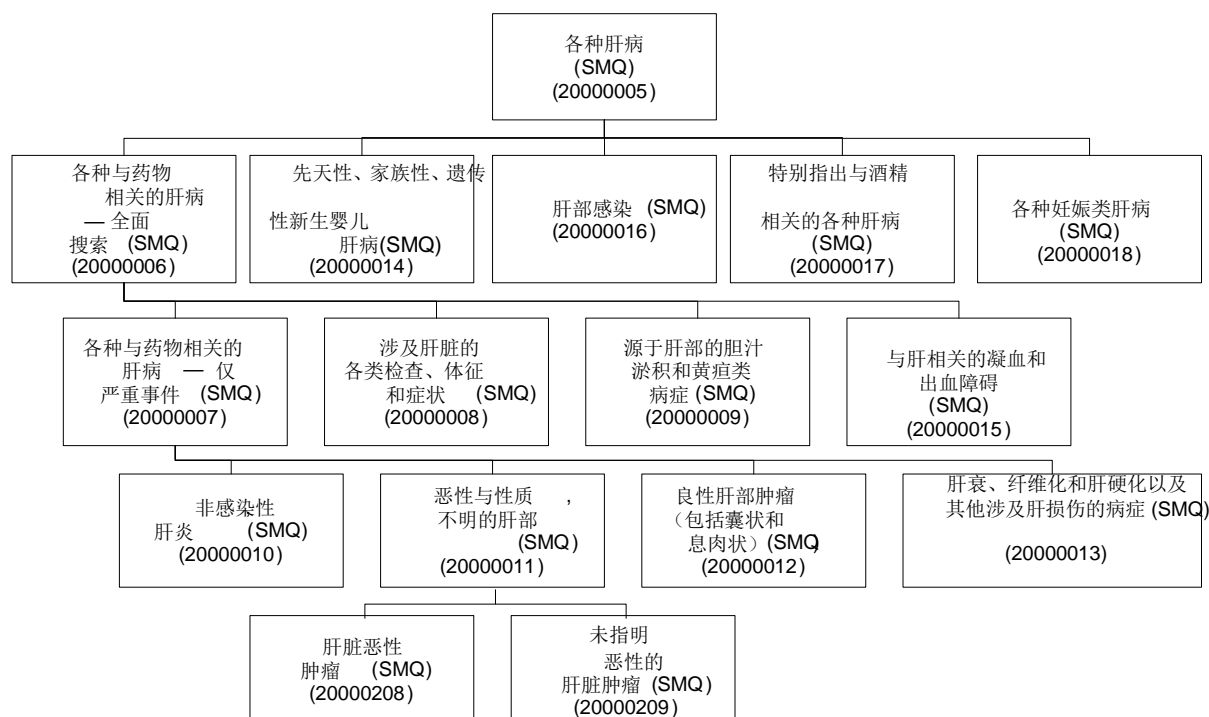 各种肝病
(SMQ)
(20000005)
各种与药物
相关的肝病
— 全面
搜索 (SMQ)
(20000006)
先天性、家族性、遗传
性新生婴儿
肝病(SMQ)
(20000014)
肝部感染 (SMQ)
(20000016)
特别指出与酒精
相关的各种肝病
(SMQ)
(20000017)
各种妊娠类肝病
(SMQ)
(20000018)
各种与药物相关的
肝病 — 仅
严重事件 (SMQ)
(20000007)
涉及肝脏的
各类检查、体征
和症状 (SMQ)
(20000008)
源于肝部的胆汁
淤积和黄疸类
病症 (SMQ)
(20000009)
与肝相关的凝血和
出血障碍
(SMQ)
(20000015)
非感染性
肝炎 (SMQ)
(20000010)
恶性与性质 ,
不明的肝部
(SMQ)
(20000011)
良性肝部肿瘤
（包括囊状和
息肉状）(SMQ)
(20000012)
肝衰、纤维化和肝硬化以及
其他涉及肝损伤的病症 (SMQ)
(20000013)
肝脏恶性
肿瘤 (SMQ)
(20000208)
未指明
恶性的
肝脏肿瘤 (SMQ)
(20000209)